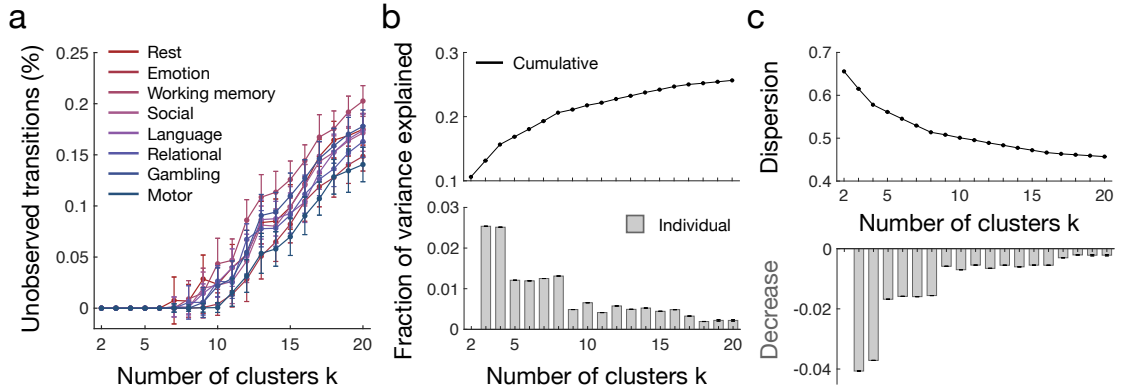 a
Unobserved transitions (%)
0.25
0.2
0.15
0.1
0.05
0
Rest
Emotion
Working memory
Social
Language
Relational
Gambling
Motor
2 5 10 15 20
Number of clusters k
b
Fraction of variance explained
0.3
0.2
0.1
Cumulative
0.03
0.02
0.01
0
Individual
2 5 10 15 20
Number of clusters k
c
Dispersion
0.7
0.6
0.5
0.4
2 5 10 15 20
Number of clusters k
Decrease
0
-0.02
-0.04